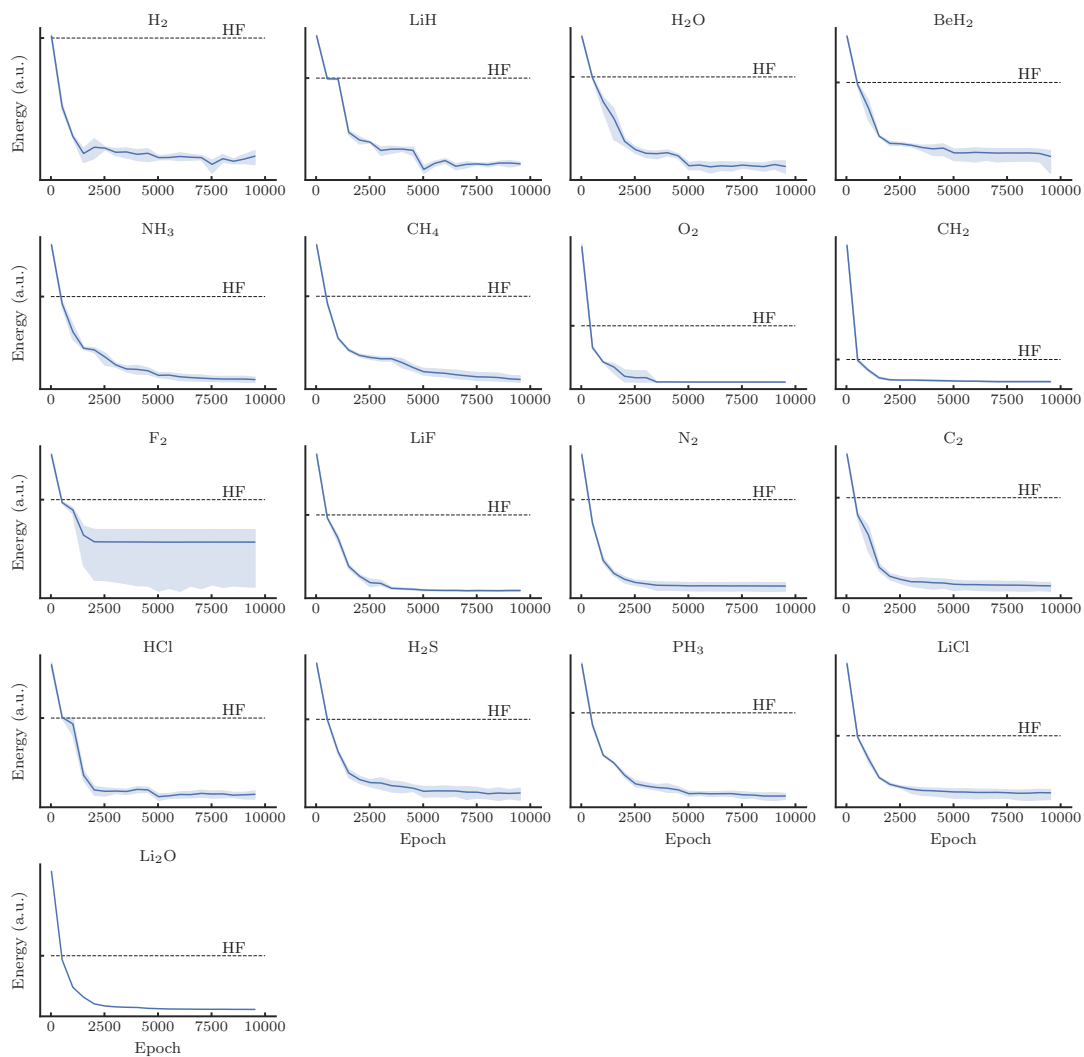 H₂ LiH H₂O BeH₂
Energy (a.u.) HF HF HF HF
0 2500 5000 7500 10000 0 2500 5000 7500 10000 0 2500 5000 7500 10000 0 2500 5000 7500 10000
NH₃ CH₄ O₂ CH₂
Energy (a.u.) HF HF HF HF
0 2500 5000 7500 10000 0 2500 5000 7500 10000 0 2500 5000 7500 10000 0 2500 5000 7500 10000
F₂ LiF N₂ C₂
Energy (a.u.) HF HF HF HF
0 2500 5000 7500 10000 0 2500 5000 7500 10000 0 2500 5000 7500 10000 0 2500 5000 7500 10000
HCl H₂S PH₃ LiCl
Energy (a.u.) HF HF HF HF
0 2500 5000 7500 10000 0 2500 5000 7500 10000 0 2500 5000 7500 10000 0 2500 5000 7500 10000
Epoch Epoch Epoch
Li₂O
Energy (a.u.) HF
0 2500 5000 7500 10000
Epoch